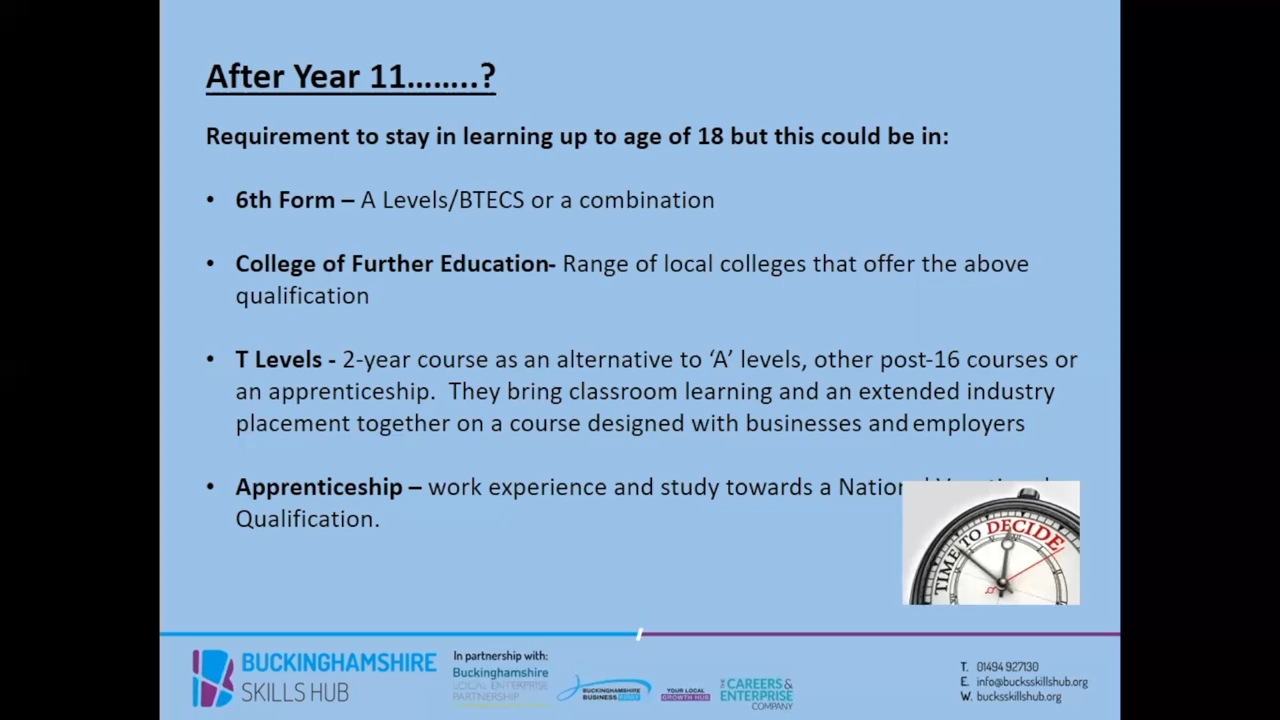 After Year 11……..?
Requirement to stay in learning up to age of 18 but this could be in:
• 6th Form – A Levels/BTECS or a combination
• College of Further Education- Range of local colleges that offer the above
qualification
• T Levels - 2-year course as an alternative to ‘A’ levels, other post-16 courses or
an apprenticeship.  They bring classroom learning and an extended industry
placement together on a course designed with businesses and employers
• Apprenticeship – work experience and study towards a
Qualification.
TIME TO DECIDE
BUCKINGHAMSHIRE
SKILLS HUB
In partnership with:
Buckinghamshire
LOCAL ENTERPRISE
PARTNERSHIP
BUCKINGHAMSHIRE
BUSINESS FIRST
YOUR LOCAL
GROWTH HUB
THE CAREERS &
ENTERPRISE
COMPANY
T. 01494 927130
E. info@bucksskillshub.org
W. bucksskillshub.org